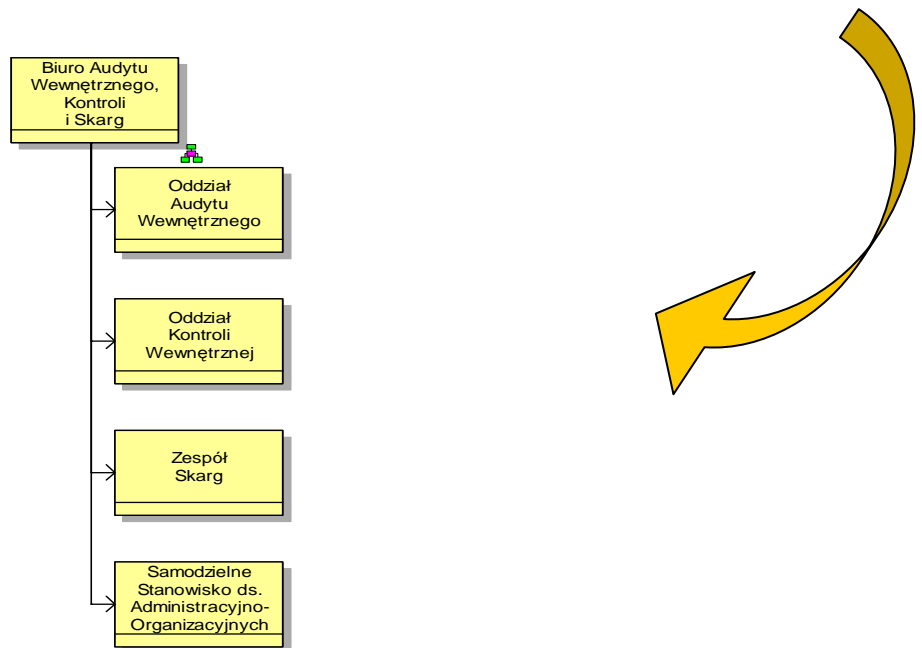 Biuro Audytu
Wewnętrznego,
Kontroli
i Skarg
Oddział
Audytu
Wewnętrznego
Oddział
Kontroli
Wewnętrznej
Zespół
Skarg
Samodzielne
Stanowisko ds.
Administracyjno-
Organizacyjnych